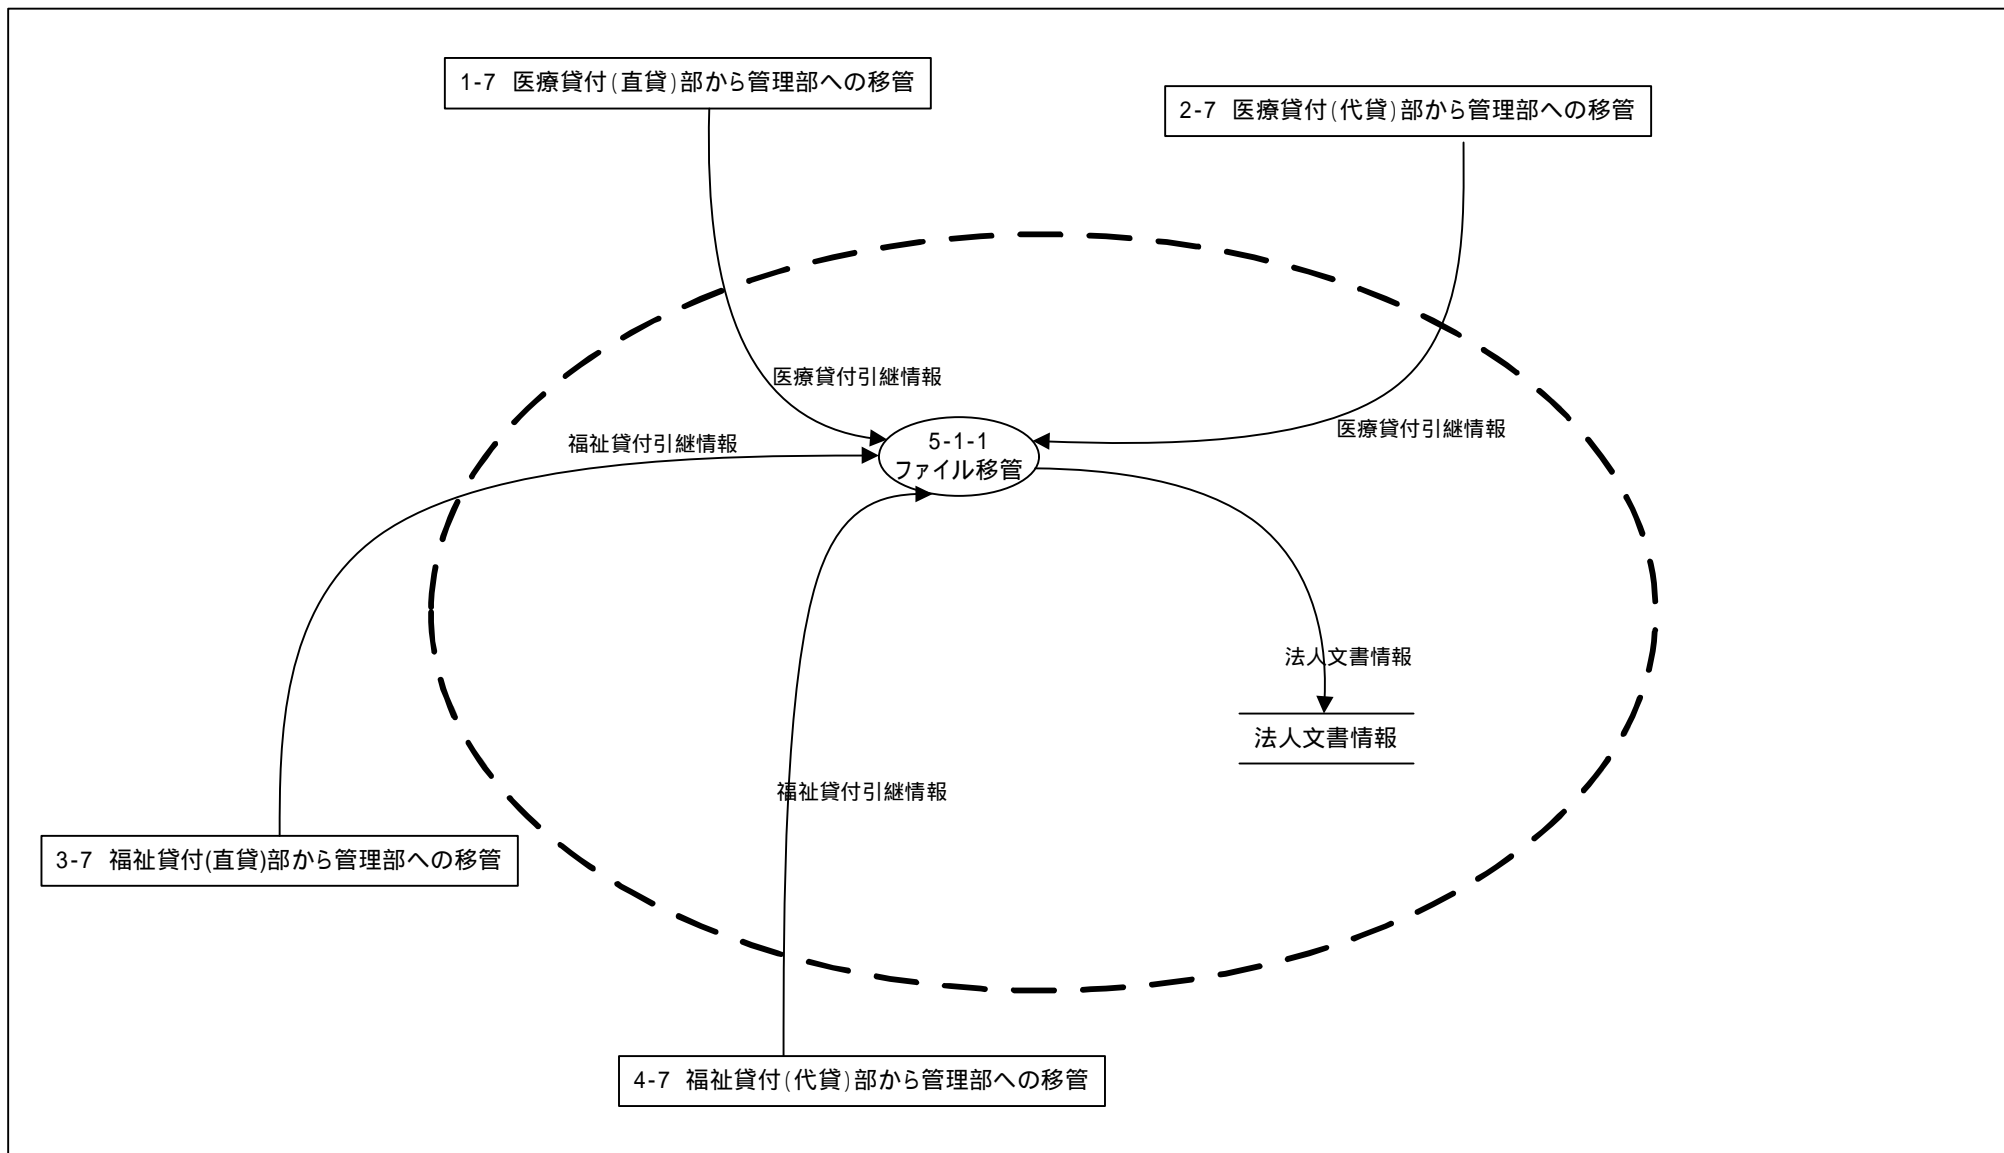 1-7 医療貸付(直貸)部から管理部への移管
2-7 医療貸付(代貸)部から管理部への移管
医療貸付引継情報
医療貸付引継情報
福祉貸付引継情報
5-1-1
ファイル移管
法人文書情報
法人文書情報
福祉貸付引継情報
3-7 福祉貸付(直貸)部から管理部への移管
4-7 福祉貸付(代貸)部から管理部への移管